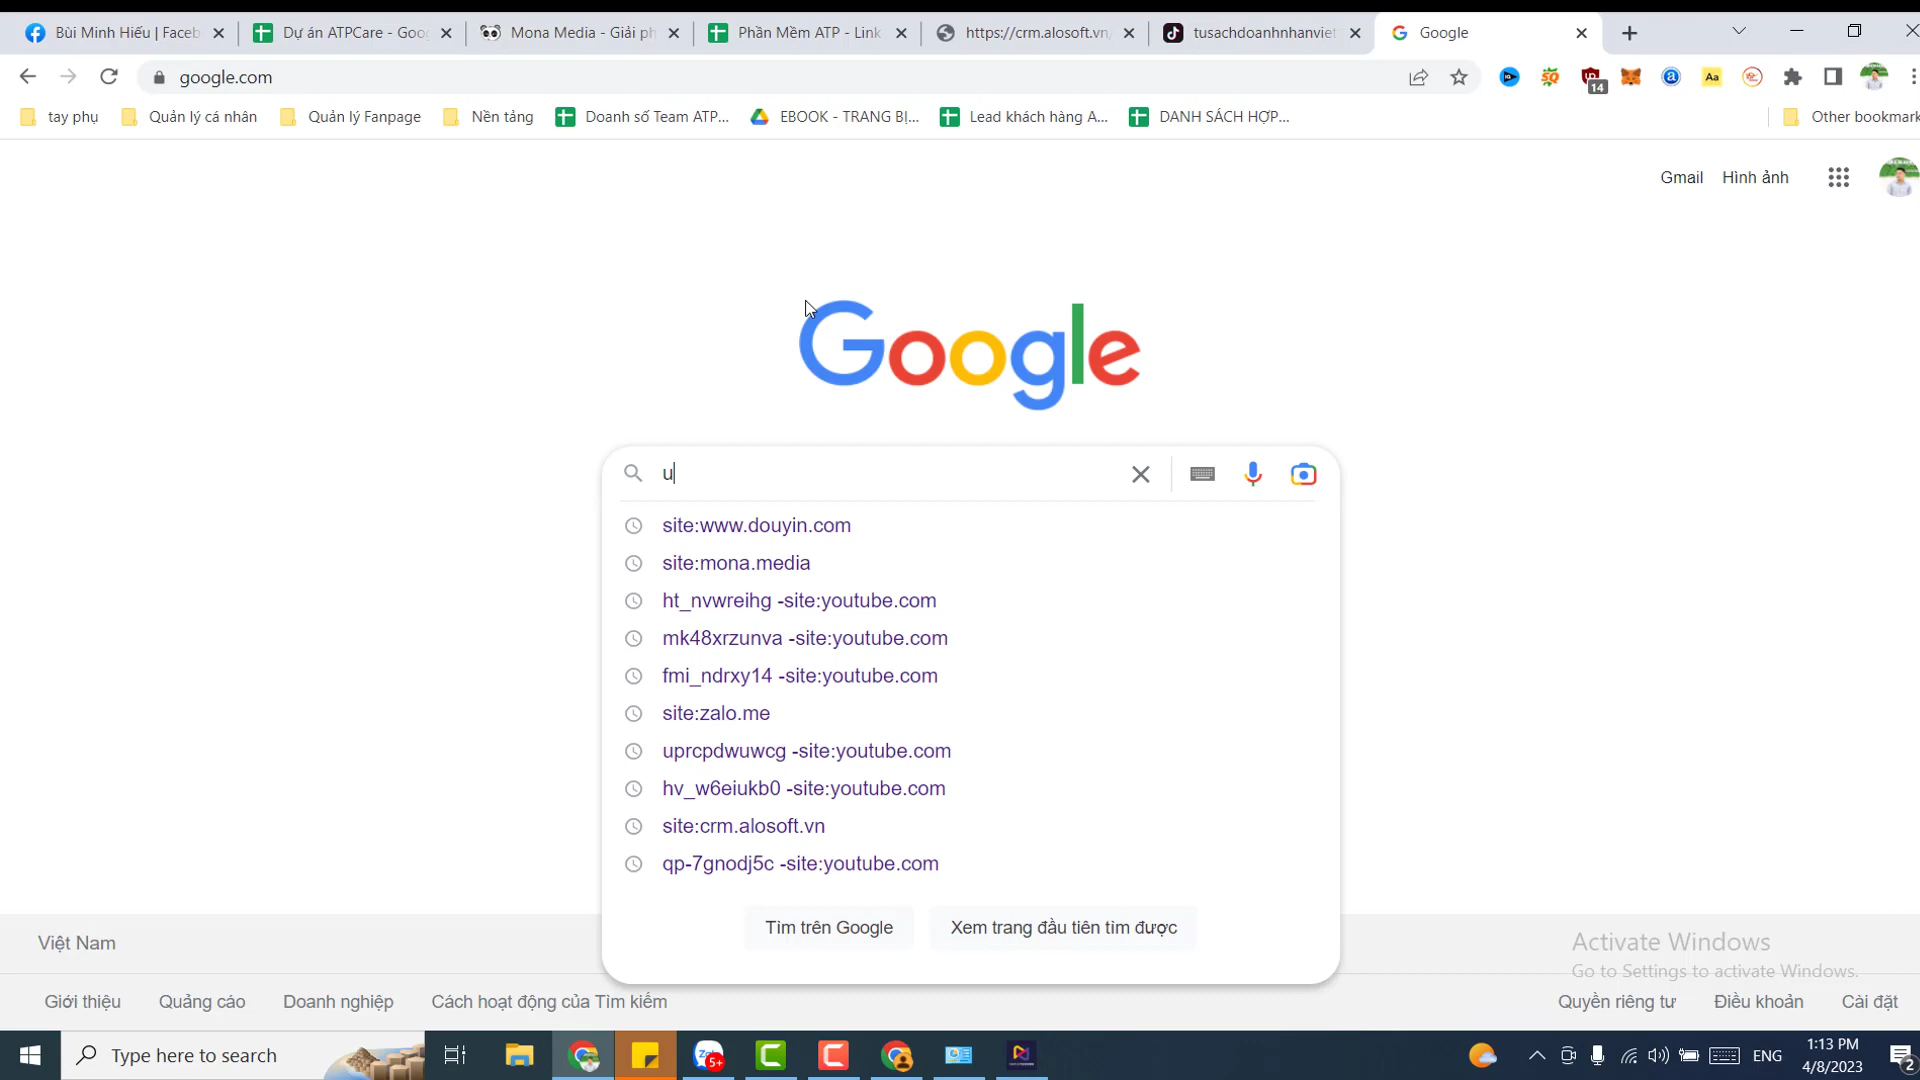 Bùi Minh Hiếu | Faceb
Dự án ATPCare - Goog
Mona Media - Giải ph
Phần Mềm ATP - Link
https://crm.alosoft.vn/
tusachdoanhnhanviet
Google
google.com
14
Aa
tay phụ
Quản lý cá nhân
Quản lý Fanpage
Nền tảng
Doanh số Team ATP...
EBOOK - TRANG BỊ...
Lead khách hàng A...
DANH SÁCH HỢP...
Other bookmark
Gmail
Hình ảnh
Google
u
site:www.douyin.com
site:mona.media
ht_nvwreihg -site:youtube.com
mk48xrzunva -site:youtube.com
fmi_ndrxy14 -site:youtube.com
site:zalo.me
uprcpdwuwcg -site:youtube.com
hv_w6eiukb0 -site:youtube.com
site:crm.alosoft.vn
qp-7gnodj5c -site:youtube.com
Tìm trên Google
Xem trang đầu tiên tìm được
Việt Nam
Activate Windows
Go to Settings to activate Windows.
Giới thiệu
Quảng cáo
Doanh nghiệp
Cách hoạt động của Tìm kiếm
Quyền riêng tư
Điều khoản
Cài đặt
Type here to search
5+
ENG
1:13 PM
4/8/2023
2